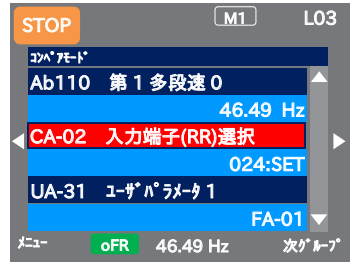 STOP M1 L03
ｺﾝﾍﾟｱﾓｰﾄﾞ
Ab110 第1多段速0
46.49 Hz
CA-02 入力端子(RR)選択
024:SET
UA-31 ﾕｰｻﾞﾊﾟﾗﾒｰﾀ1
FA-01
ﾒﾆｭｰ oFR 46.49 Hz 次ｸﾞﾙｰﾌﾟ